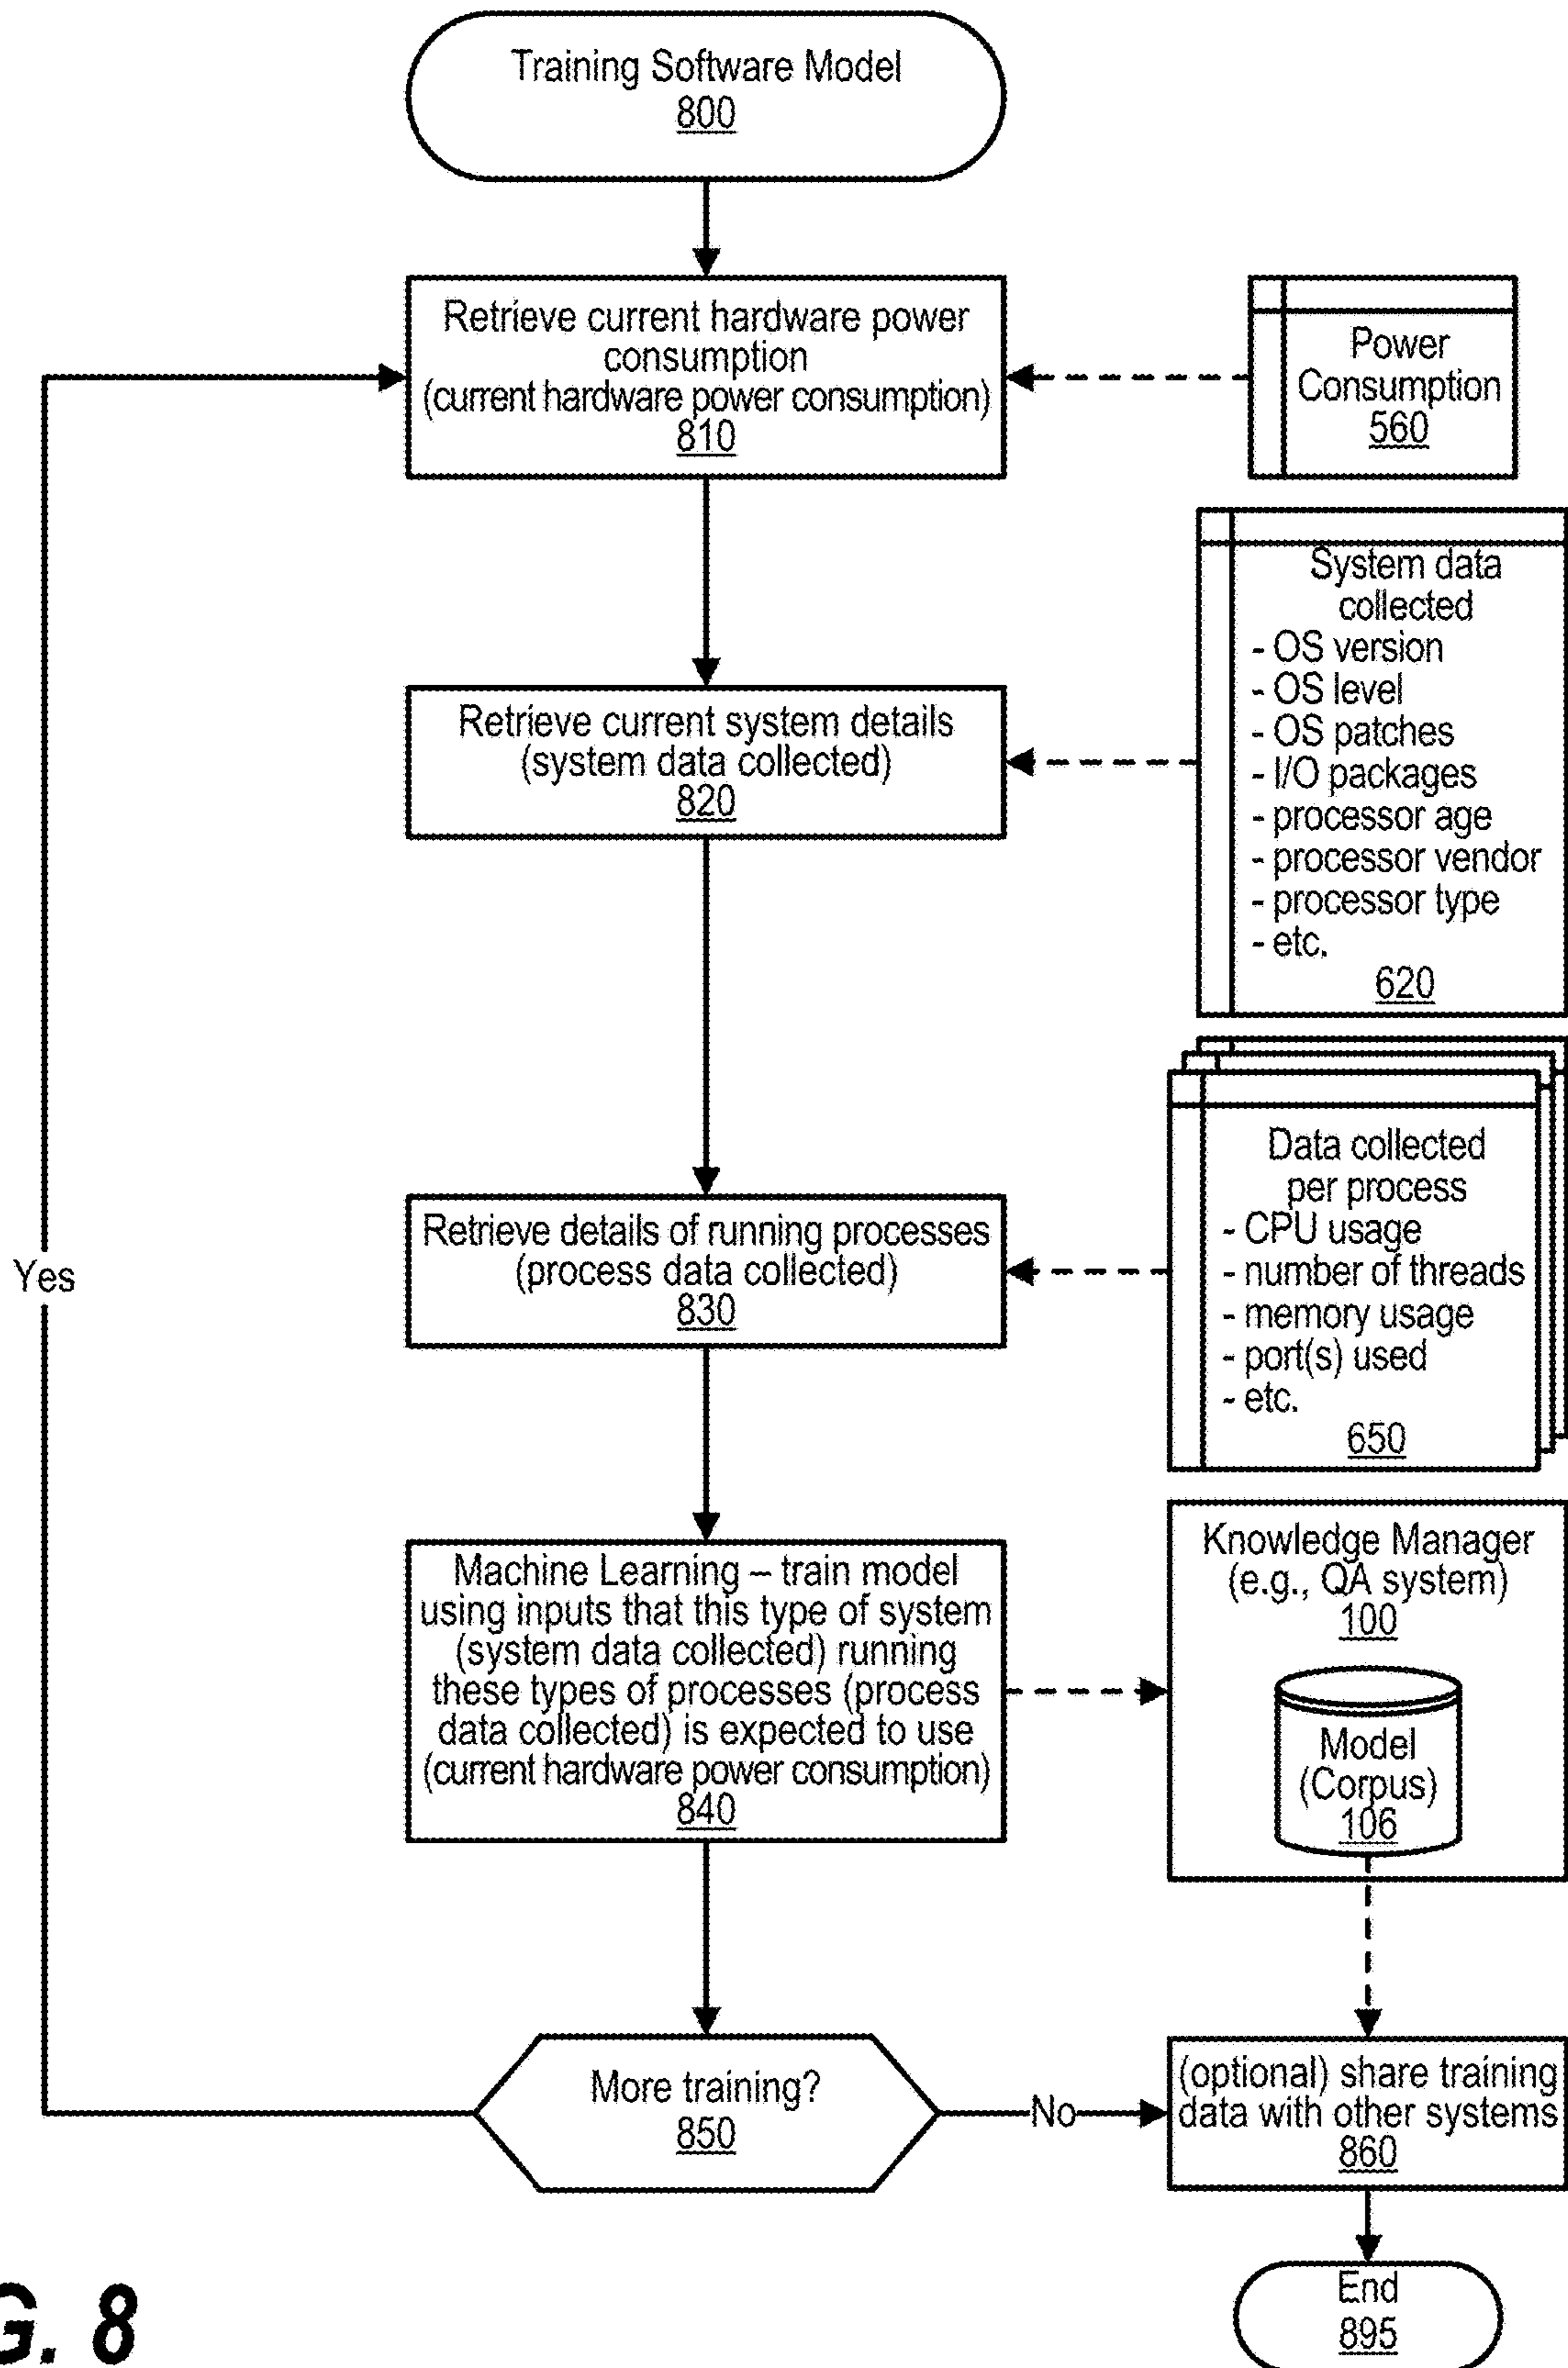 Training Software Model
800
Retrieve current hardware power
consumption
(current hardware power consumption)
810
Power
Consumption
560
System data
collected
- OS version
- OS level
- OS patches
- I/O packages
- processor age
- processor vendor
- processor type
- etc.
620
Retrieve current system details
(system data collected)
820
Data collected
per process
- CPU usage
- number of threads
- memory usage
- port(s) used
- etc.
650
Retrieve details of running processes
(process data collected)
830
Yes
Machine Learning – train model
using inputs that this type of system
(system data collected) running
these types of processes (process
data collected) is expected to use
(current hardware power consumption)
840
Knowledge Manager
(e.g., QA system)
100
Model
(Corpus)
106
More training?
850
No
(optional) share training
data with other systems
860
End
895
G. 8